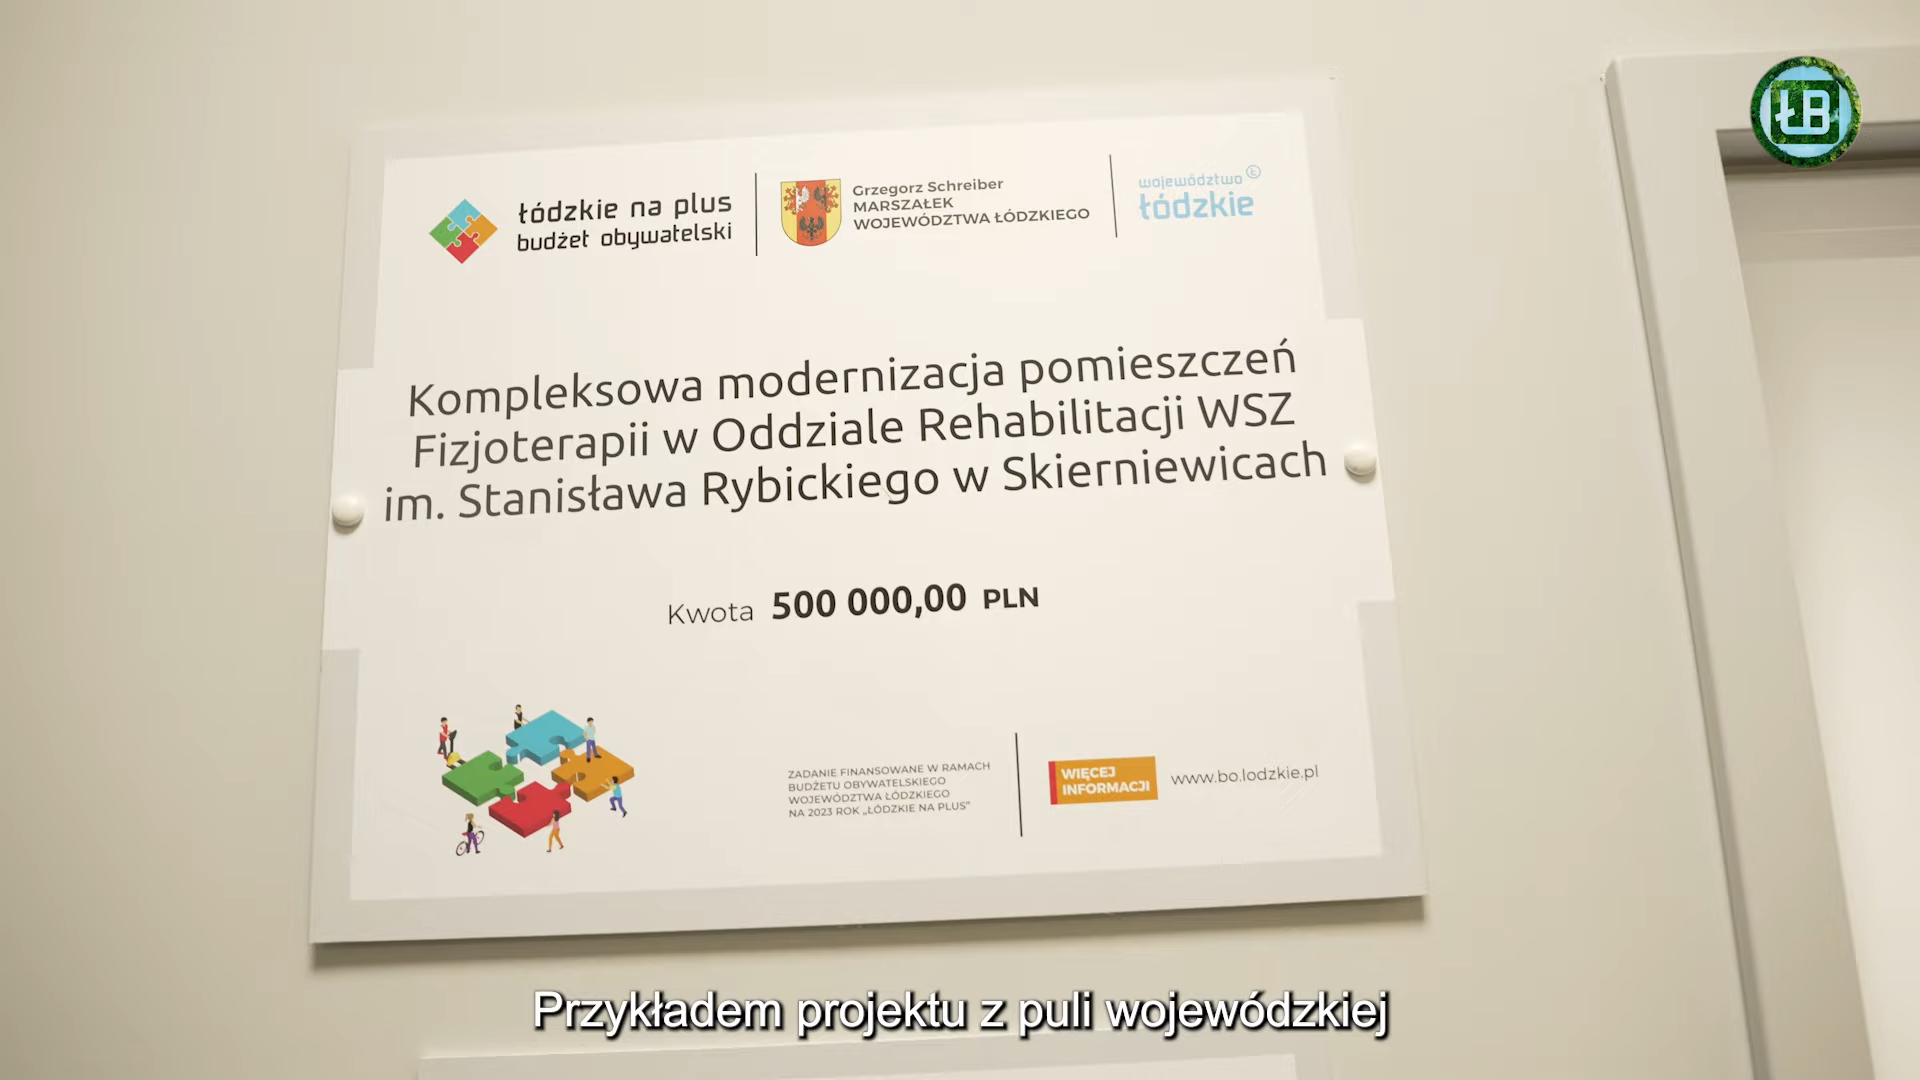 ŁB
łódzkie na plus
budżet obywatelski
Grzegorz Schreiber
MARSZAŁEK
WOJEWÓDZTWA ŁÓDZKIEGO
województwo Ł
łódzkie
Kompleksowa modernizacja pomieszczeń
Fizjoterapii w Oddziale Rehabilitacji WSZ
im. Stanisława Rybickiego w Skierniewicach
Kwota 500 000,00 PLN
ZADANIE FINANSOWANE W RAMACH
BUDŻETU OBYWATELSKIEGO
WOJEWÓDZTWA ŁÓDZKIEGO
NA 2023 ROK „ŁÓDZKIE NA PLUS”
WIĘCEJ
INFORMACJI
www.bo.lodzkie.pl
Przykładem projektu z puli wojewódzkiej